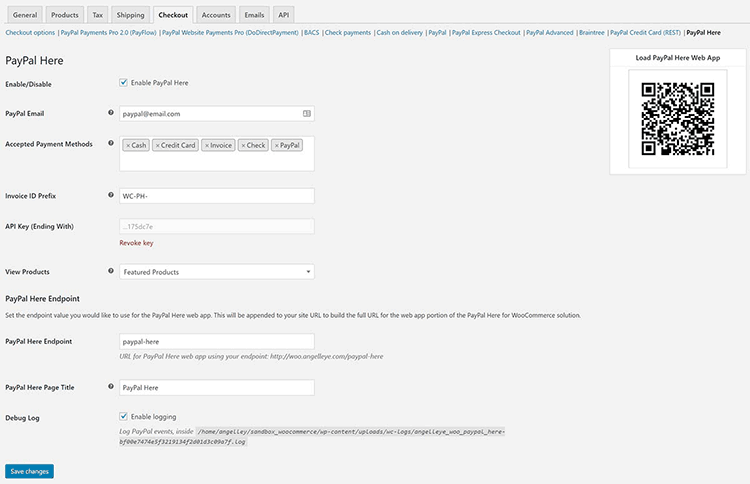 General Products Tax Shipping Checkout Accounts Emails API
Checkout options | PayPal Payments Pro 2.0 (PayFlow) | PayPal Website Payments Pro (DoDirectPayment) | BACS | Check payments | Cash on delivery | PayPal | PayPal Express Checkout | PayPal Advanced | Braintree | PayPal Credit Card (REST) | PayPal Here
Load PayPal Here Web App
PayPal Here
Enable/Disable Enable PayPal Here
PayPal Email ? paypal@email.com
Accepted Payment Methods ? × Cash × Credit Card × Invoice × Check × PayPal
Invoice ID Prefix ? WC-PH-
API Key (Ending With) ...175dc7e
Revoke key
View Products ? Featured Products
PayPal Here Endpoint
Set the endpoint value you would like to use for the PayPal Here web app. This will be appended to your site URL to build the full URL for the web app portion of the PayPal Here for WooCommerce solution.
PayPal Here Endpoint ? paypal-here
URL for PayPal Here web app using your endpoint: http://woo.angelleye.com/paypal-here
PayPal Here Page Title ? PayPal Here
Debug Log Enable logging
Log PayPal events, inside /home/angelley/sandbox_woocommerce/wp-content/uploads/wc-logs/angelleye_woo_paypal_here-
bf00e7474e5f3219134f2d01d3c09a7f.log
Save changes